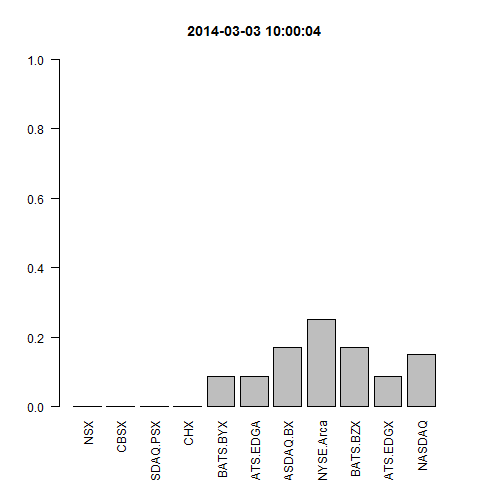 2014-03-03 10:00:04
1.0
0.8
0.6
0.4
0.2
0.0
NSX
CBSX
SDAQ.PSX
CHX
BATS.BYX
ATS.EDGA
ASDAQ.BX
NYSE.Arca
BATS.BZX
ATS.EDGX
NASDAQ